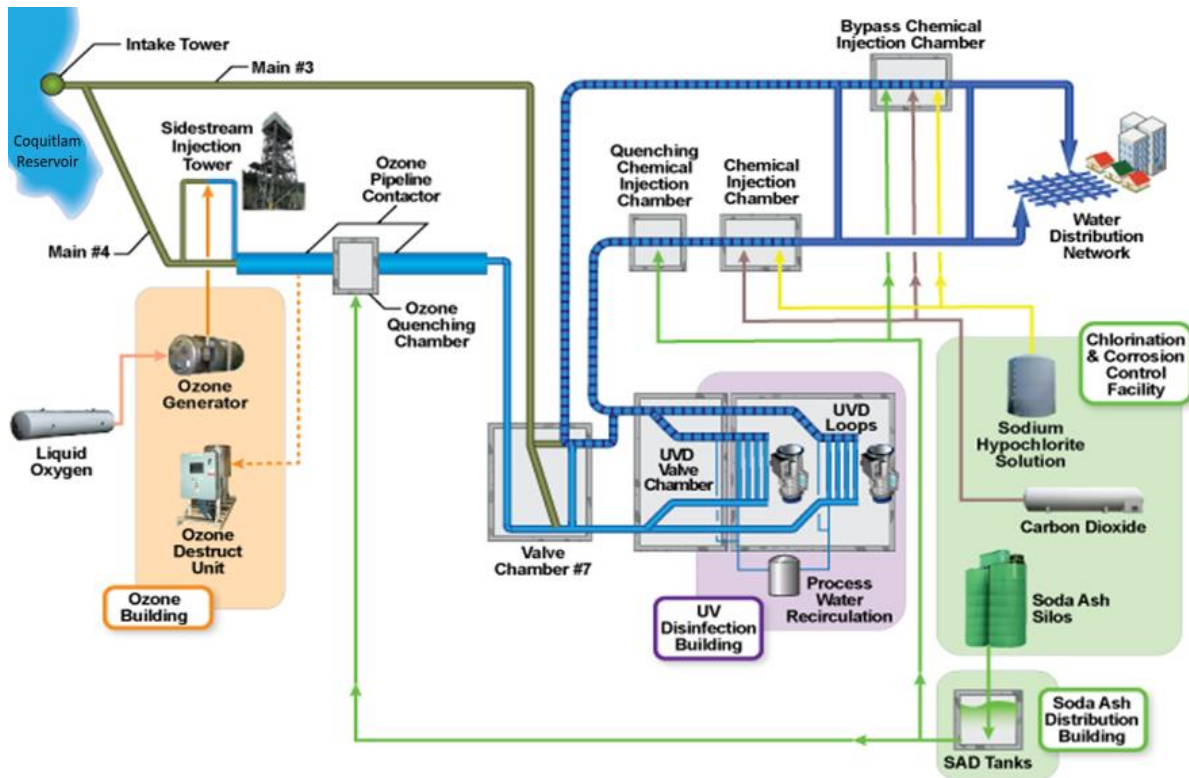 Intake Tower
Main #3
Bypass Chemical
Injection Chamber
Coquitlam
Reservoir
Sidestream
Injection
Tower
Ozone
Pipeline
Contactor
Quenching
Chemical
Injection
Chamber
Chemical
Injection
Chamber
Main #4
Water
Distribution
Network
Ozone
Quenching
Chamber
Ozone
Generator
Liquid
Oxygen
Ozone
Destruct
Unit
Ozone
Building
Valve
Chamber #7
UVD
Valve
Chamber
UVD
Loops
Process
Water
Recirculation
UV
Disinfection
Building
Chlorination
& Corrosion
Control
Facility
Sodium
Hypochlorite
Solution
Carbon Dioxide
Soda Ash
Silos
Soda Ash
Distribution
Building
SAD Tanks